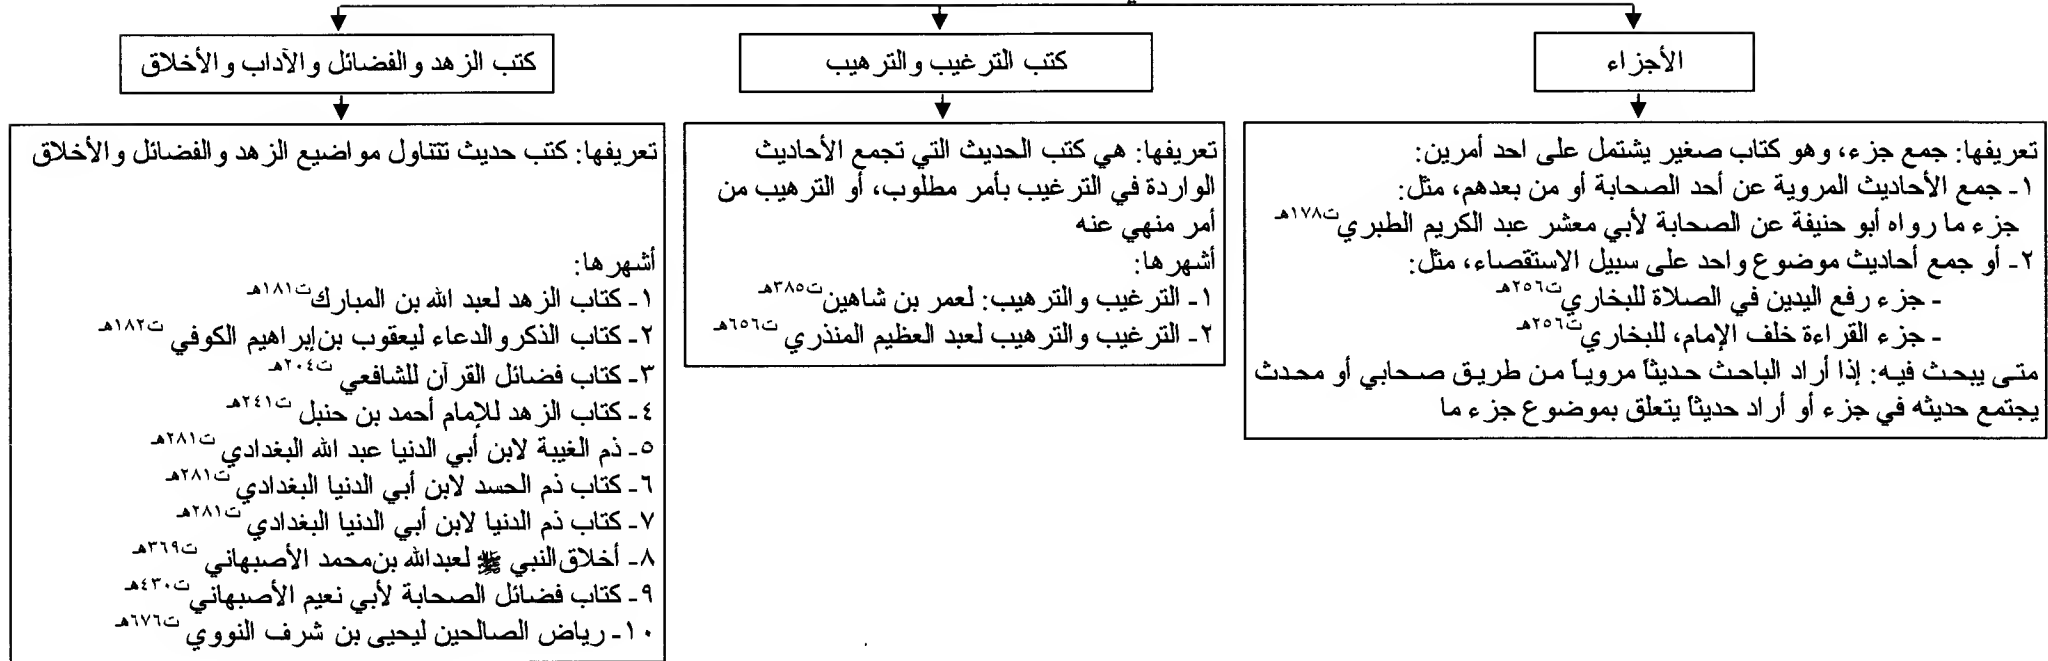 الأجزاء
تعريفها: جمع جزء، وهو كتاب صغير يشتمل على احد أمرين:
١- جمع الأحاديث المروية عن أحد الصحابة أو من بعدهم، مثل:
جزء ما رواه أبو حنيفة عن الصحابة لأبي معشر عبد الكريم الطبري ت١٧٨هـ
٢- أو جمع أحاديث موضوع واحد على سبيل الاستقصاء، مثل:
- جزء رفع اليدين في الصلاة للبخاري ت٢٥٦هـ
- جزء القراءة خلف الإمام، للبخاري ت٢٥٦هـ
متى يبحث فيه: إذا أراد الباحث حديثاً مروياً من طريق صحابي أو محدث
يجتمع حديثه في جزء أو أراد حديثاً يتعلق بموضوع جزء ما
كتب الترغيب والترهيب
تعريفها: هي كتب الحديث التي تجمع الأحاديث
الواردة في الترغيب بأمر مطلوب، أو الترهيب من
أمر منهي عنه
أشهرها:
١- الترغيب والترهيب: لعمر بن شاهين ت٣٨٥هـ
٢- الترغيب والترهيب لعبد العظيم المنذري ت٦٥٦هـ
كتب الزهد والفضائل والآداب والأخلاق
تعريفها: كتب حديث تتناول مواضيع الزهد والفضائل والأخلاق
أشهرها:
١- كتاب الزهد لعبد الله بن المبارك ت١٨١هـ
٢- كتاب الذكر والدعاء ليعقوب بن إبراهيم الكوفي ت١٨٢هـ
٣- كتاب فضائل القرآن للشافعي ت٢٠٤هـ
٤- كتاب الزهد للإمام أحمد بن حنبل ت٢٤١هـ
٥- ذم الغيبة لابن أبي الدنيا عبد الله البغدادي ت٢٨١هـ
٦- كتاب ذم الحسد لابن أبي الدنيا البغدادي ت٢٨١هـ
٧- كتاب ذم الدنيا لابن أبي الدنيا البغدادي ت٢٨١هـ
٨- أخلاق النبي ﷺ لعبدالله بن محمد الأصبهاني ت٣٦٩هـ
٩- كتاب فضائل الصحابة لأبي نعيم الأصبهاني ت٤٣٠هـ
١٠- رياض الصالحين ليحيى بن شرف النووي ت٦٧٦هـ